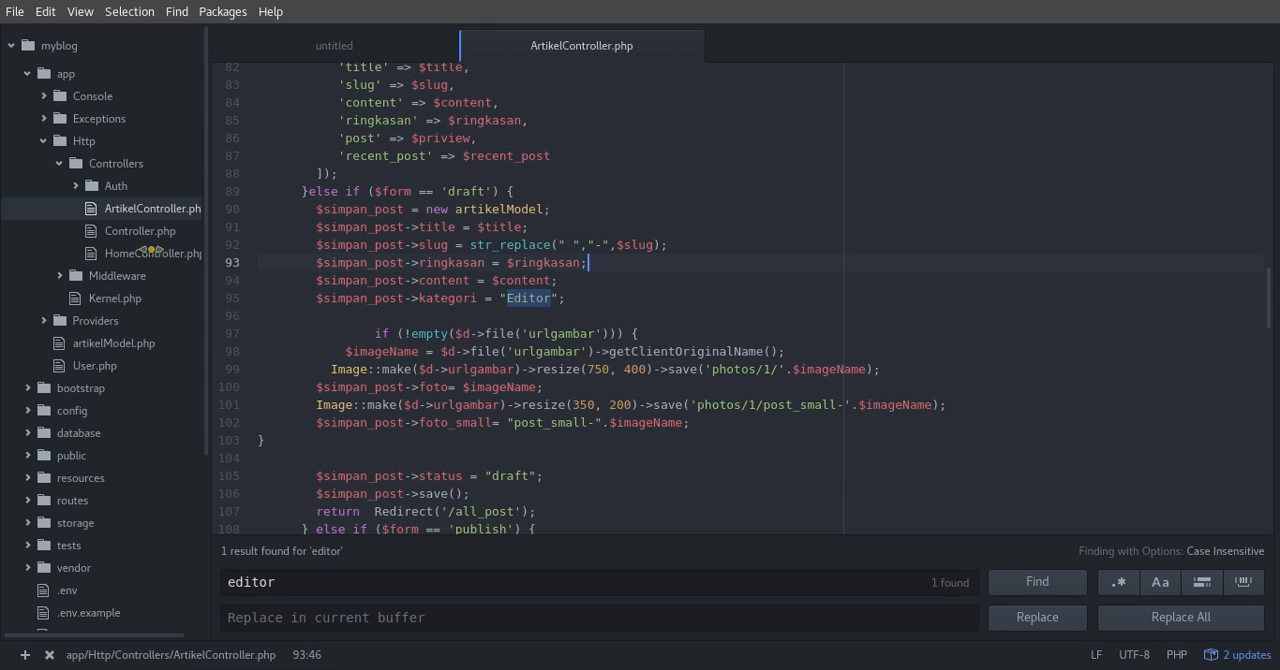 File Edit View Selection Find Packages Help
myblog
app
Console
Exceptions
Http
Controllers
Auth
ArtikelController.ph
Controller.php
HomeController.php
Middleware
Kernel.php
Providers
artikelModel.php
User.php
bootstrap
config
database
public
resources
routes
storage
tests
vendor
.env
.env.example
untitled
ArtikelController.php
82 'title' => $title,
83 'slug' => $slug,
84 'content' => $content,
85 'ringkasan' => $ringkasan,
86 'post' => $priview,
87 'recent_post' => $recent_post
88 ]);
89 }else if ($form == 'draft') {
90 $simpan_post = new artikelModel;
91 $simpan_post->title = $title;
92 $simpan_post->slug = str_replace(" ","-",$slug);
93 $simpan_post->ringkasan = $ringkasan;
94 $simpan_post->content = $content;
95 $simpan_post->kategori = "Editor";
96
97 if (!empty($d->file('urlgambar'))) {
98 $imageName = $d->file('urlgambar')->getClientOriginalName();
99 Image::make($d->urlgambar)->resize(750, 400)->save('photos/1/'.$imageName);
100 $simpan_post->foto= $imageName;
101 Image::make($d->urlgambar)->resize(350, 200)->save('photos/1/post_small-'.$imageName);
102 $simpan_post->foto_small= "post_small-".$imageName;
103 }
104
105 $simpan_post->status = "draft";
106 $simpan_post->save();
107 return Redirect('/all_post');
108 } else if ($form == 'publish') {
1 result found for 'editor'
Finding with Options: Case Insensitive
editor
1 found
Find
.* Aa
Replace in current buffer
Replace
Replace All
+ × app/Http/Controllers/ArtikelController.php 93:46
LF UTF-8 PHP 2 updates